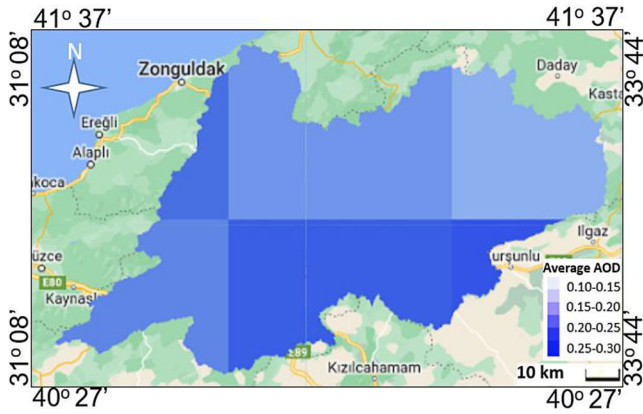 41° 37'
41° 37'
31° 08'
33° 44'
N
Zonguldak
Daday
Kasta
Ereğli
Alaplı
akoca
Ilgaz
urşunlu
üzce
E80
Kaynaşl
Average AOD
0.10-0.15
0.15-0.20
0.20-0.25
0.25-0.30
E89
Kızılcahamam
10 km
31° 08'
33° 44'
40° 27'
40° 27'